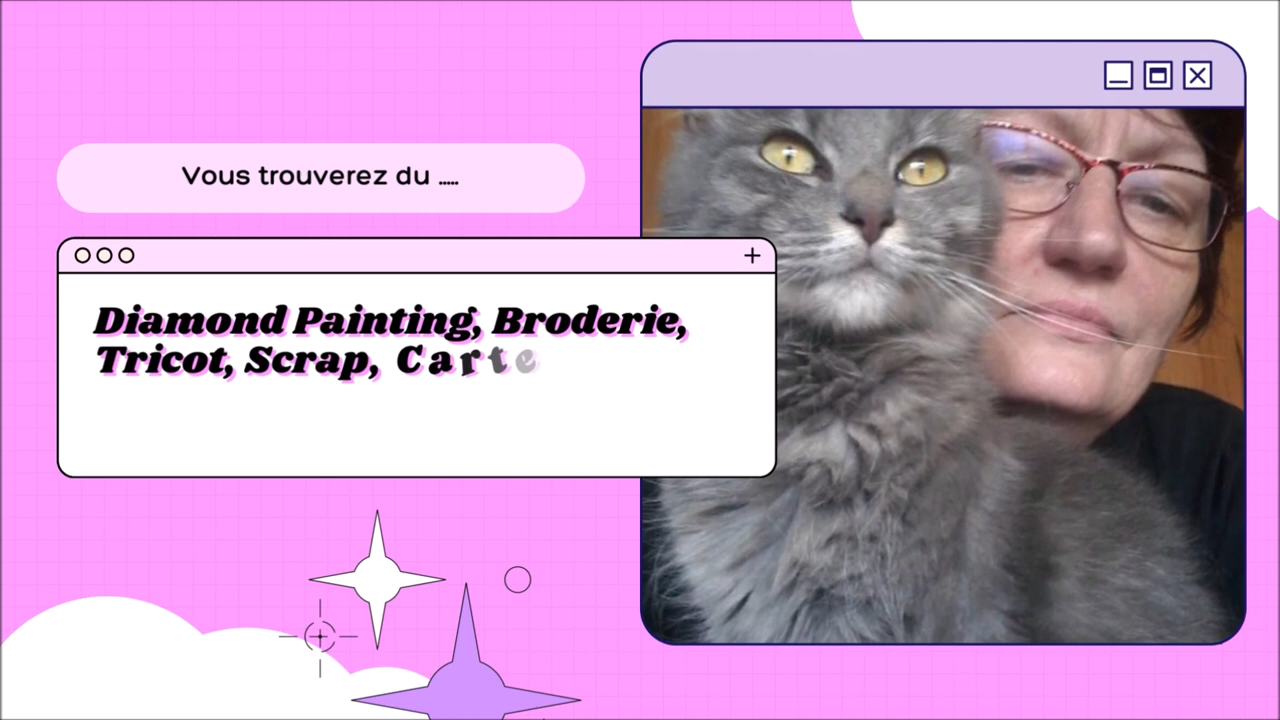 Vous trouverez du .....
Diamond Painting, Broderie,
Tricot, Scrap, Carte